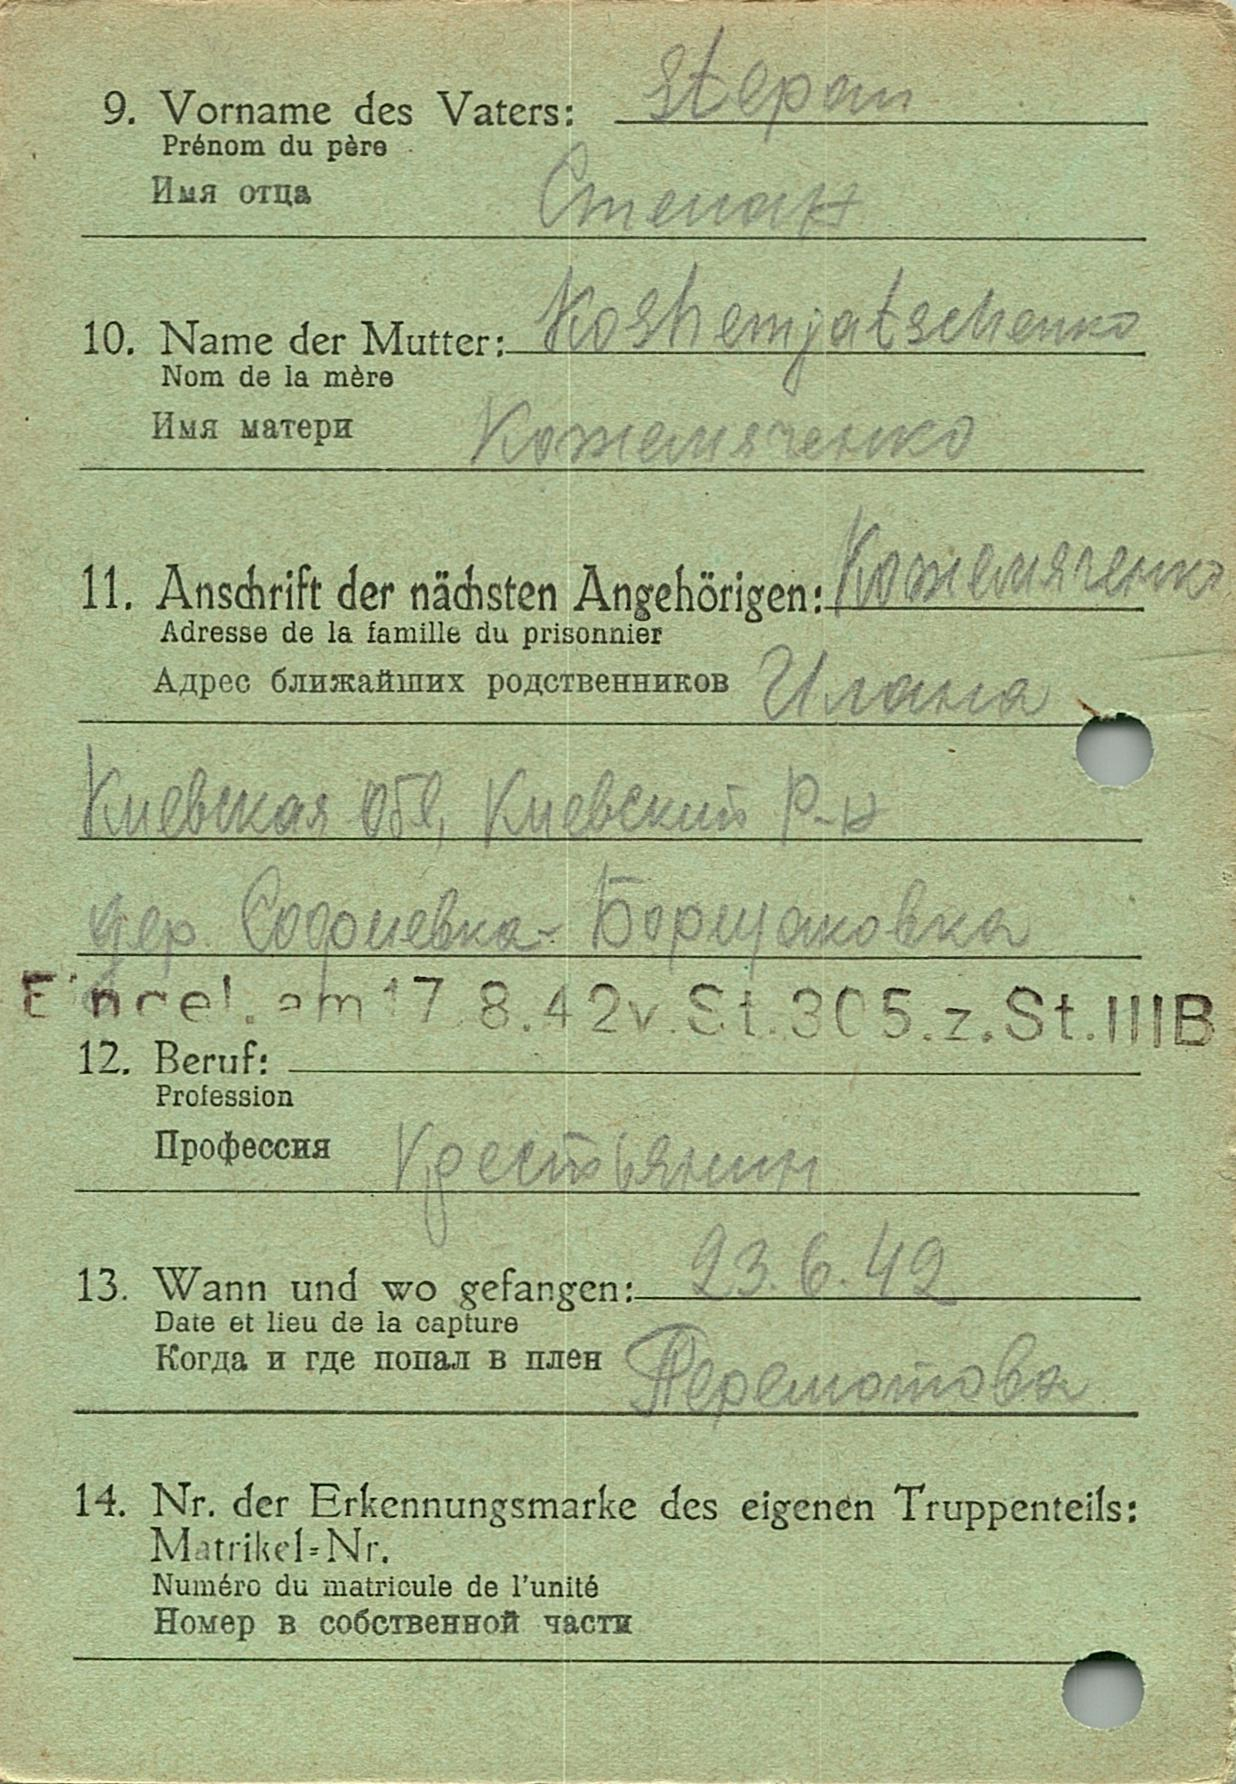 9. Vorname des Vaters: Stepan
Prénom du père
Имя отца Степан
10. Name der Mutter: Koshemjatschenko
Nom de la mère
Имя матери Кожемяченко
11. Anschrift der nächsten Angehörigen: Кожемяченко
Adresse de la famille du prisonnier
Адрес ближайших родственников Илана
Киевская обл, Киевский р-н
дер. Софиевка-Борщаковка
Eingel. am 17.8.42 v. St. 305. z. St. IIIB
12. Beruf:
Profession
Профессия Крестьянин
13. Wann und wo gefangen: 23.6.42
Date et lieu de la capture
Когда и где попал в плен
14. Nr. der Erkennungsmarke des eigenen Truppenteils:
Matrikel-Nr.
Numéro du matricule de l'unité
Номер в собственной части